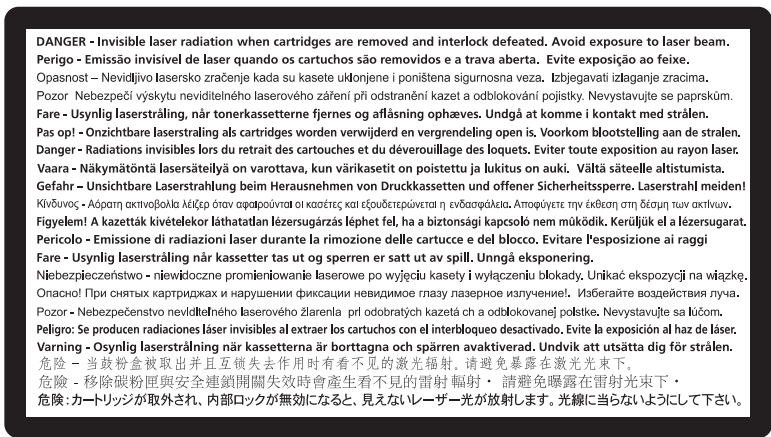 DANGER - Invisible laser radiation when cartridges are removed and interlock defeated. Avoid exposure to laser beam.
Perigo - Emissão invisível de laser quando os cartuchos são removidos e a trava aberta. Evite exposição ao feixe.
Opasnost – Nevidljivo lasersko zračenje kada su kasete uklonjene i poništena sigurnosna veza. Izbjegavati izlaganje zracima.
Pozor Nebezpečí výskytu neviditelného laserového záření při odstranění kazet a odblokování pojistky. Nevystavujte se paprskům.
Fare - Usynlig laserstråling, når tonerkassetterne fjernes og aflåsning ophæves. Undgå at komme i kontakt med strålen.
Pas op! - Onzichtbare laserstraling als cartridges worden verwijderd en vergrendeling open is. Voorkom blootstelling aan de stralen.
Danger - Radiations invisibles lors du retrait des cartouches et du déverouillage des loquets. Eviter toute exposition au rayon laser.
Vaara - Näkymätöntä lasersäteilyä on varottava, kun värikasetit on poistettu ja lukitus on auki. Vältä säteelle altistumista.
Gefahr – Unsichtbare Laserstrahlung beim Herausnehmen von Druckkassetten und offener Sicherheitssperre. Laserstrahl meiden!
Κίνδυνος - Αόρατη ακτινοβολία λέιζερ όταν αφαιρούνται οι κασέτες και εξουδετερώνεται η ενδασφάλεια. Αποφύγετε την έκθεση στη δέσμη των ακτίνων.
Figyelem! A kazetták kivételekor láthatatlan lézersugárzás léphet fel, ha a biztonsági kapcsoló nem mûködik. Kerüljük el a lézersugarat.
Pericolo - Emissione di radiazioni laser durante la rimozione delle cartucce e del blocco. Evitare l'esposizione ai raggi
Fare - Usynlig laserstråling når kassetter tas ut og sperren er satt ut av spill. Unngå eksponering.
Niebezpieczeństwo - niewidoczne promieniowanie laserowe po wyjęciu kasety i wyłączeniu blokady. Unikać ekspozycji na wiązkę.
Опасно! При снятых картриджах и нарушении фиксации невидимое глазу лазерное излучение!. Избегайте воздействия луча.
Pozor - Nebezpečenstvo neviditeľného laserového žiarenia pri odobratých kazetá ch a odblokovanej poistke. Nevystavujte sa lúčom.
Peligro: Se producen radiaciones láser invisibles al extraer los cartuchos con el interbloqueo desactivado. Evite la exposición al haz de láser.
Varning - Osynlig laserstrålning när kassetterna är borttagna och spärren avaktiverad. Undvik att utsätta dig för strålen.
危险 – 当鼓粉盒被取出并且互锁失去作用时有看不见的激光辐射. 请避免暴露在激光光束下。
危險 - 移除碳粉匣與安全連鎖開關失效時會產生看不見的雷射輻射・ 請避免曝露在雷射光束下・
危険：カートリッジが取外され、内部ロックが無効になると、見えないレーザー光が放射します。光線に当らないようにして下さい。